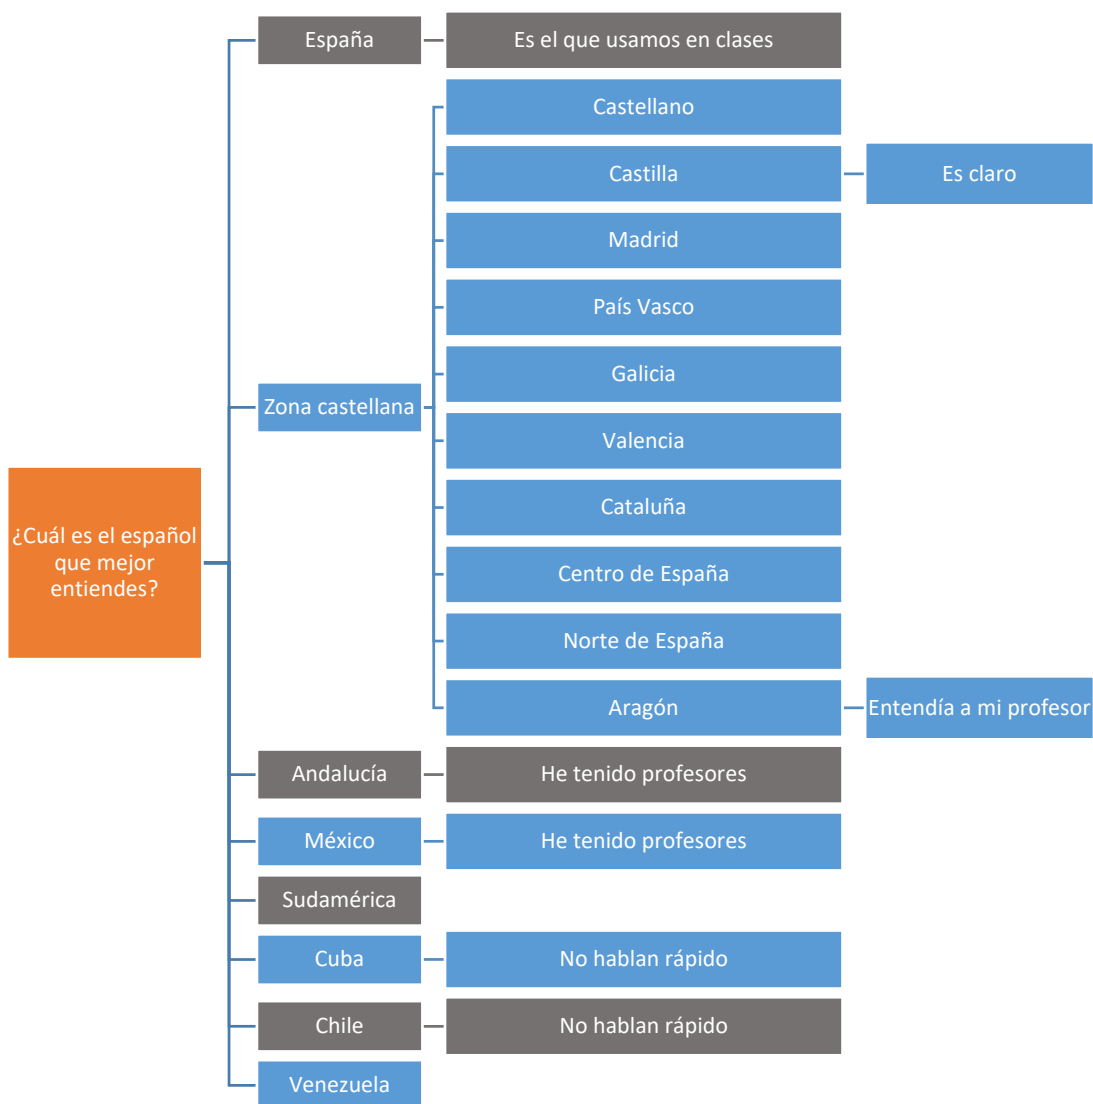 España
Es el que usamos en clases
Castellano
Castilla
Es claro
Madrid
País Vasco
Galicia
Zona castellana
Valencia
Cataluña
¿Cuál es el español
que mejor
entiendes?
Centro de España
Norte de España
Aragón
Entendía a mi profesor
Andalucía
He tenido profesores
México
He tenido profesores
Sudamérica
Cuba
No hablan rápido
Chile
No hablan rápido
Venezuela